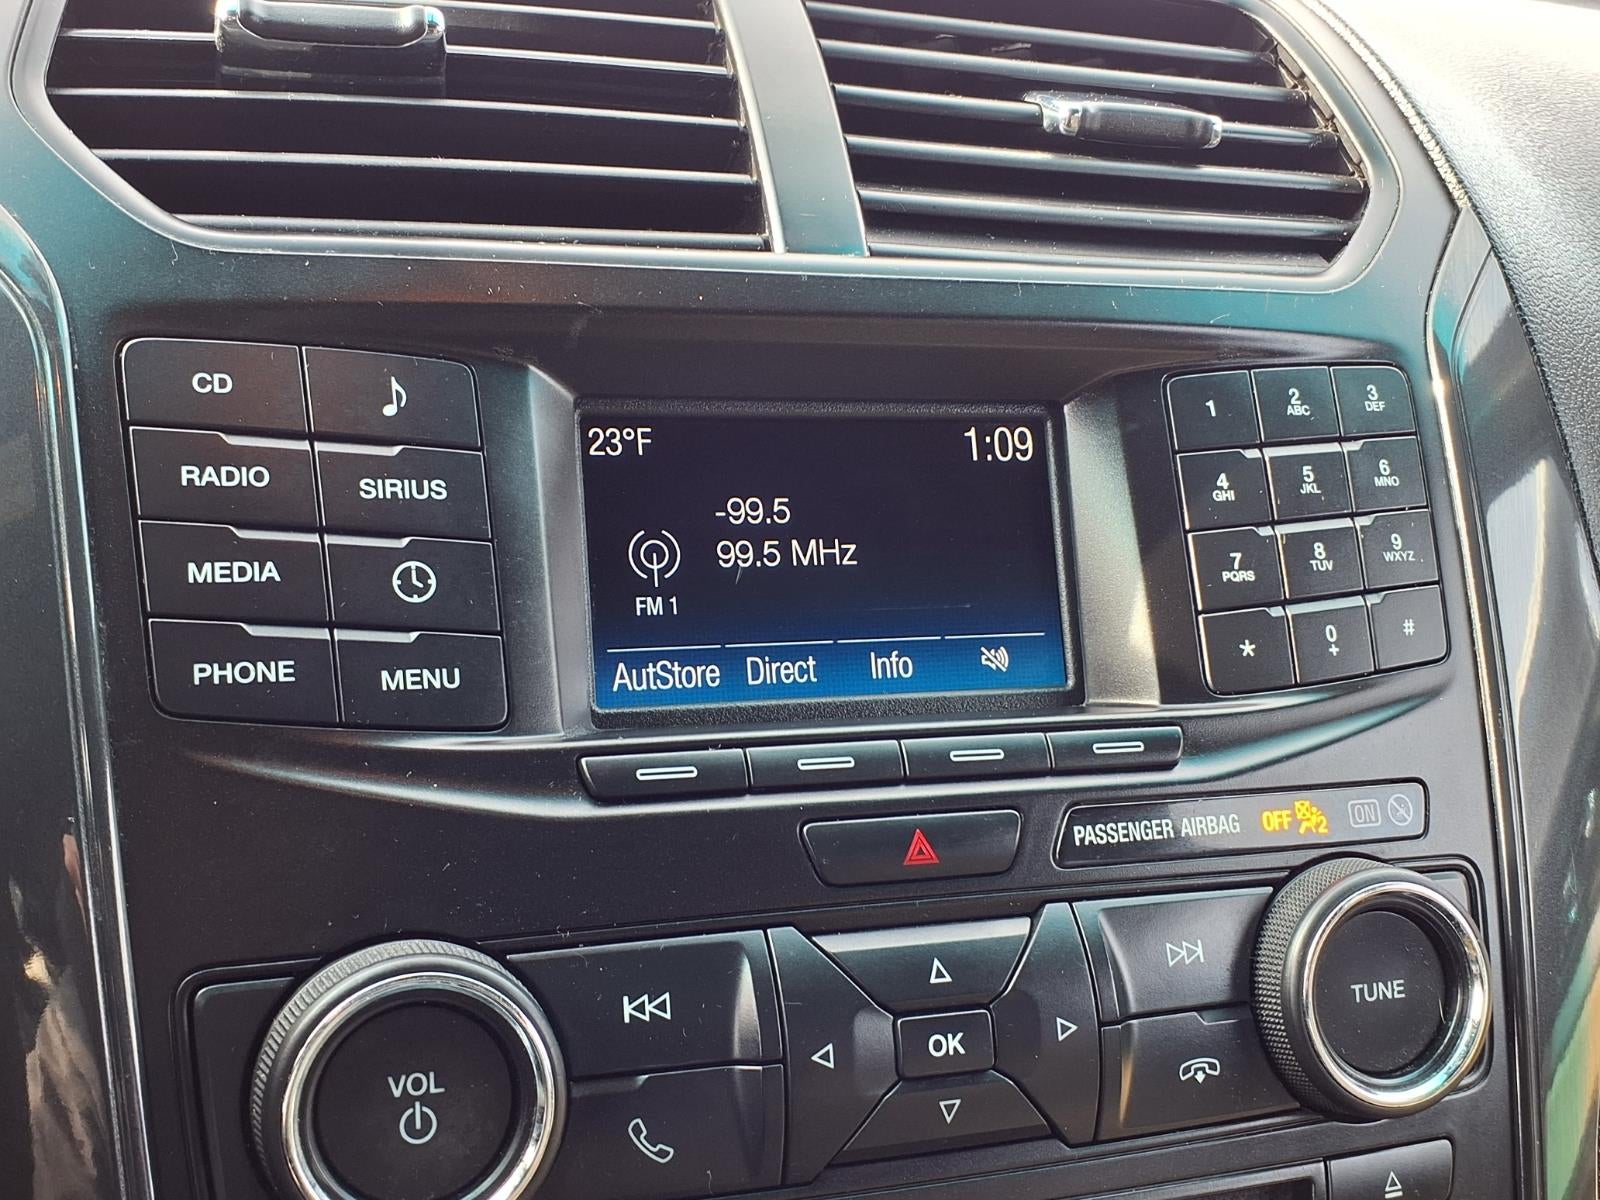 CD
RADIO
SIRIUS
MEDIA
PHONE
MENU
23°F
1:09
-99.5
99.5 MHz
FM 1
AutStore Direct Info
1
2 ABC
3 DEF
4 GHI
5 JKL
6 MNO
7 PQRS
8 TUV
9 WXYZ
*
0 +
#
PASSENGER AIRBAG OFF 2 ON
VOL
OK
TUNE